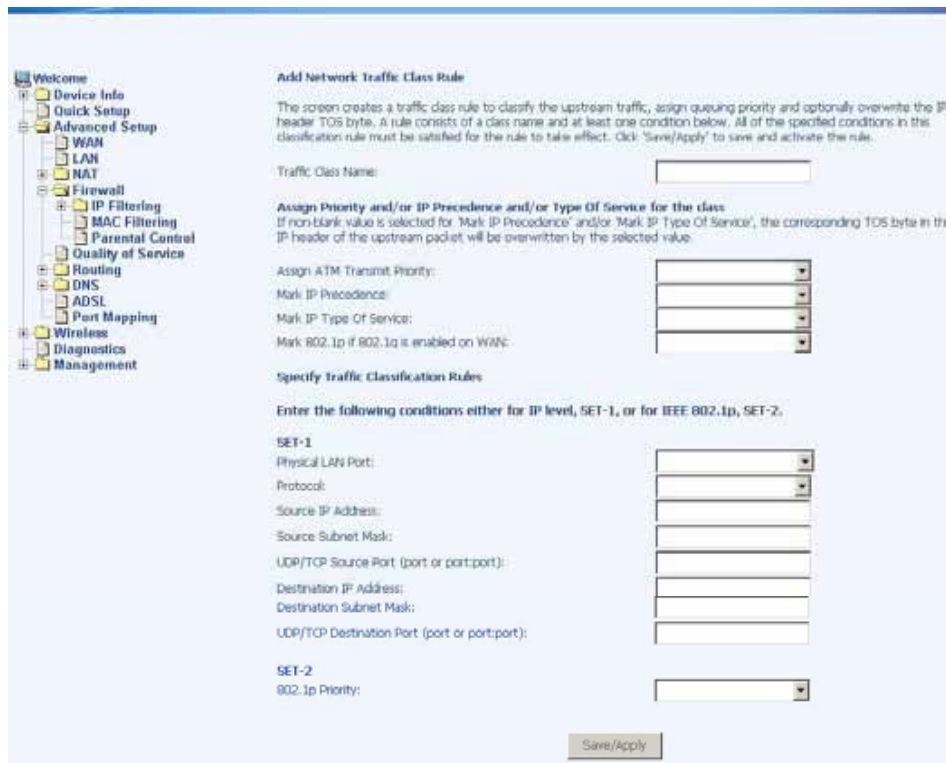 Welcome
Device Info
Quick Setup
Advanced Setup
WAN
LAN
NAT
Firewall
IP Filtering
MAC Filtering
Parental Control
Quality of Service
Routing
DNS
ADSL
Port Mapping
Wireless
Diagnostics
Management
Add Network Traffic Class Rule
The screen creates a traffic class rule to classify the upstream traffic, assign queuing priority and optionally overwrite the IP
header TOS byte. A rule consists of a class name and at least one condition below. All of the specified conditions in this
classification rule must be satisfied for the rule to take effect. Click 'Save/Apply' to save and activate the rule.
Traffic Class Name:
Assign Priority and/or IP Precedence and/or Type Of Service for the class
If non-blank value is selected for 'Mark IP Precedence' and/or 'Mark IP Type Of Service', the corresponding TOS byte in th
IP header of the upstream packet will be overwritten by the selected value.
Assign ATM Transmit Priority:
Mark IP Precedence:
Mark IP Type Of Service:
Mark 802.1p if 802.1q is enabled on WAN:
Specify Traffic Classification Rules
Enter the following conditions either for IP level, SET-1, or for IEEE 802.1p, SET-2.
SET-1
Physical LAN Port:
Protocol:
Source IP Address:
Source Subnet Mask:
UDP/TCP Source Port (port or port:port):
Destination IP Address:
Destination Subnet Mask:
UDP/TCP Destination Port (port or port:port):
SET-2
802.1p Priority:
Save/Apply